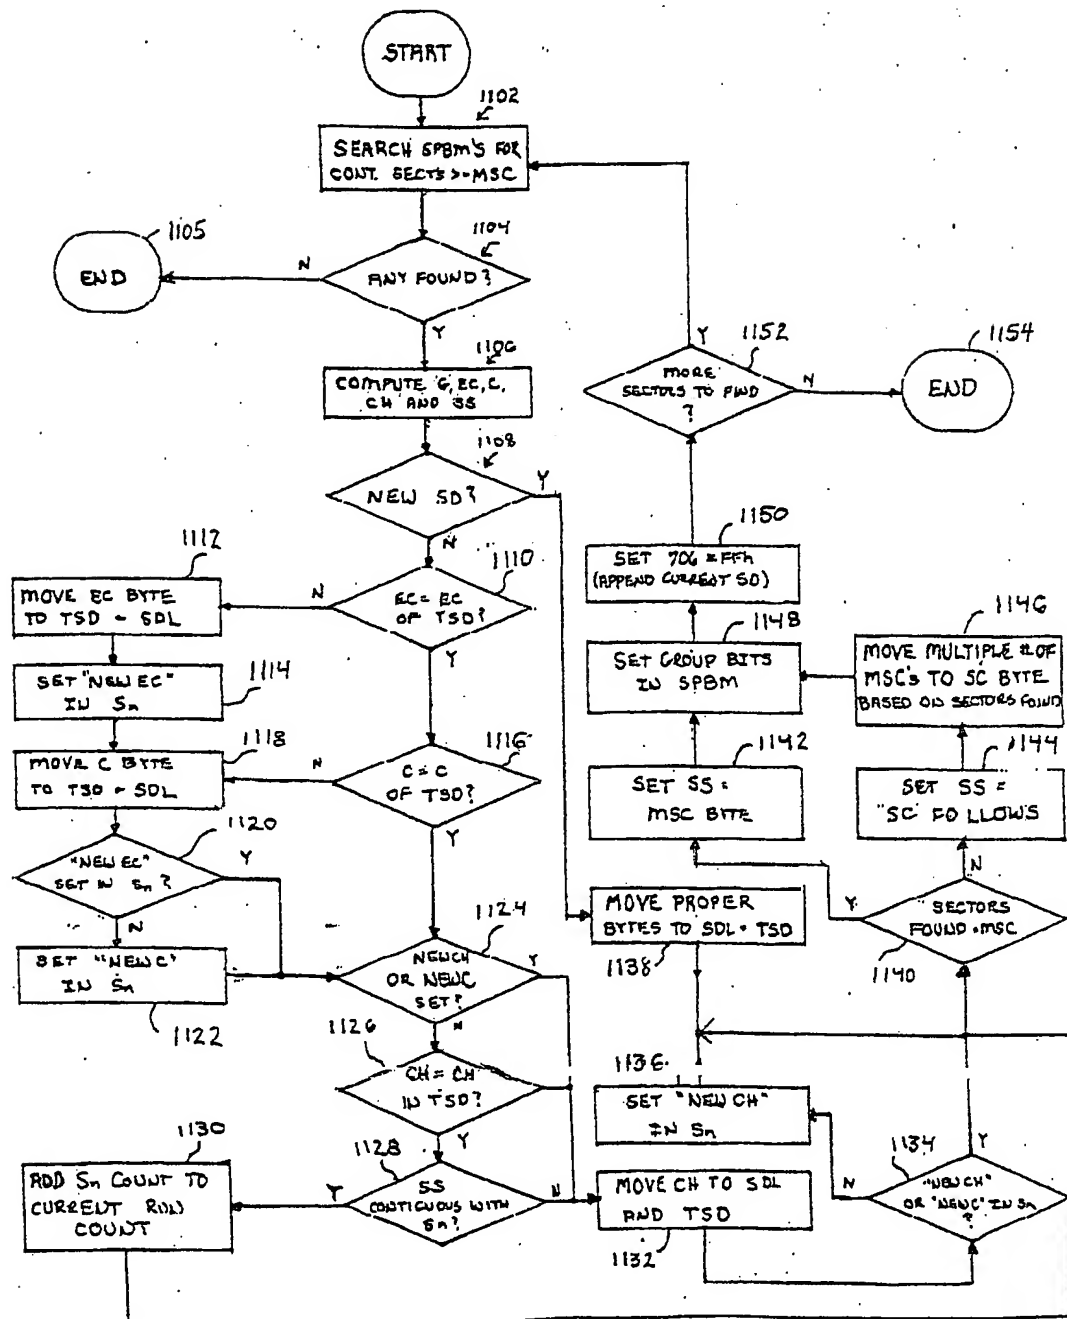 START
1102
SEARCH SPBM'S FOR
CONT. SECTS >= MSC
1104
ANY FOUND?
N
1105
END
Y
1106
COMPUTE G, EC, C,
CH AND SS
1108
NEW SD?
Y
N
1110
EC = EC
OF TSD?
N
Y
1112
MOVE EC BYTE
TO TSD & SDL
1114
SET "NEW EC"
IN Sn
1116
C = C
OF TSD?
N
Y
1118
MOVE C BYTE
TO TSD & SDL
1120
"NEW EC"
SET IN Sn?
Y
N
SET "NEW C"
IN Sn
1122
1124
NEWCH
OR NEWC
SET?
Y
N
1126
CH = CH
IN TSD?
Y
1128
SS
CONTIGUOUS WITH
Sn?
Y
N
1130
ADD Sn COUNT TO
CURRENT RUN
COUNT
MOVE CH TO SDL
AND TSD
1132
1134
"NEWCH"
OR "NEWC" IN Sn
?
N
Y
1136
SET "NEW CH"
IN Sn
MOVE PROPER
BYTES TO SDL & TSD
1138
SECTORS
FOUND = MSC
1140
Y
N
1142
SET SS =
MSC BYTE
1144
SET SS =
"SC FOLLOWS
1146
MOVE MULTIPLE # OF
MSC'S TO SC BYTE
BASED ON SECTORS FOUND
1148
SET GROUP BITS
IN SPBM
1150
SET 706 = FFh
(APPEND CURRENT SD)
1152
MORE
SECTORS TO FIND
?
Y
N
1154
END